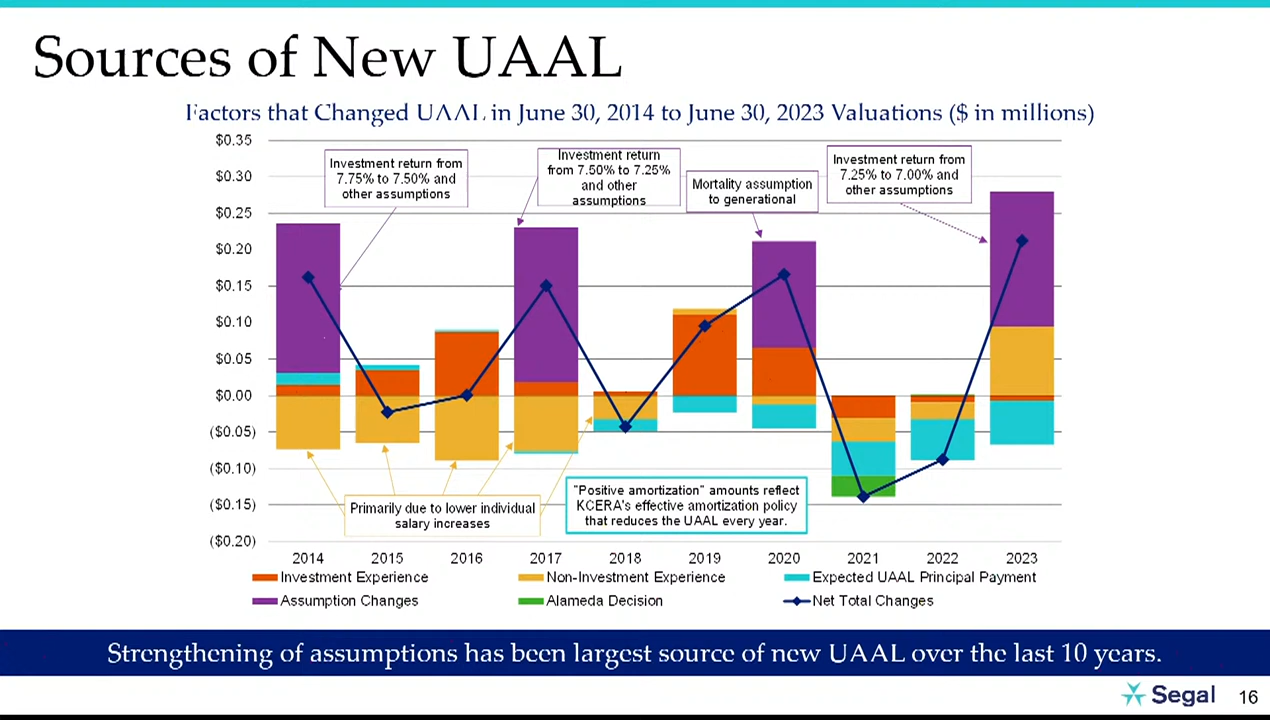 Sources of New UAAL
Factors that Changed UAAL in June 30, 2014 to June 30, 2023 Valuations ($ in millions)
$0.35
$0.30
$0.25
$0.20
$0.15
$0.10
$0.05
$0.00
($0.05)
($0.10)
($0.15)
($0.20)
Investment return from
7.75% to 7.50% and
other assumptions
Investment return
from 7.50% to 7.25%
and other
assumptions
Mortality assumption
to generational
Investment return from
7.25% to 7.00% and
other assumptions
Primarily due to lower individual
salary increases
"Positive amortization" amounts reflect
KCERA's effective amortization policy
that reduces the UAAL every year.
2014 2015 2016 2017 2018 2019 2020 2021 2022 2023
Investment Experience Non-Investment Experience Expected UAAL Principal Payment
Assumption Changes Alameda Decision Net Total Changes
Strengthening of assumptions has been largest source of new UAAL over the last 10 years.
Segal 16